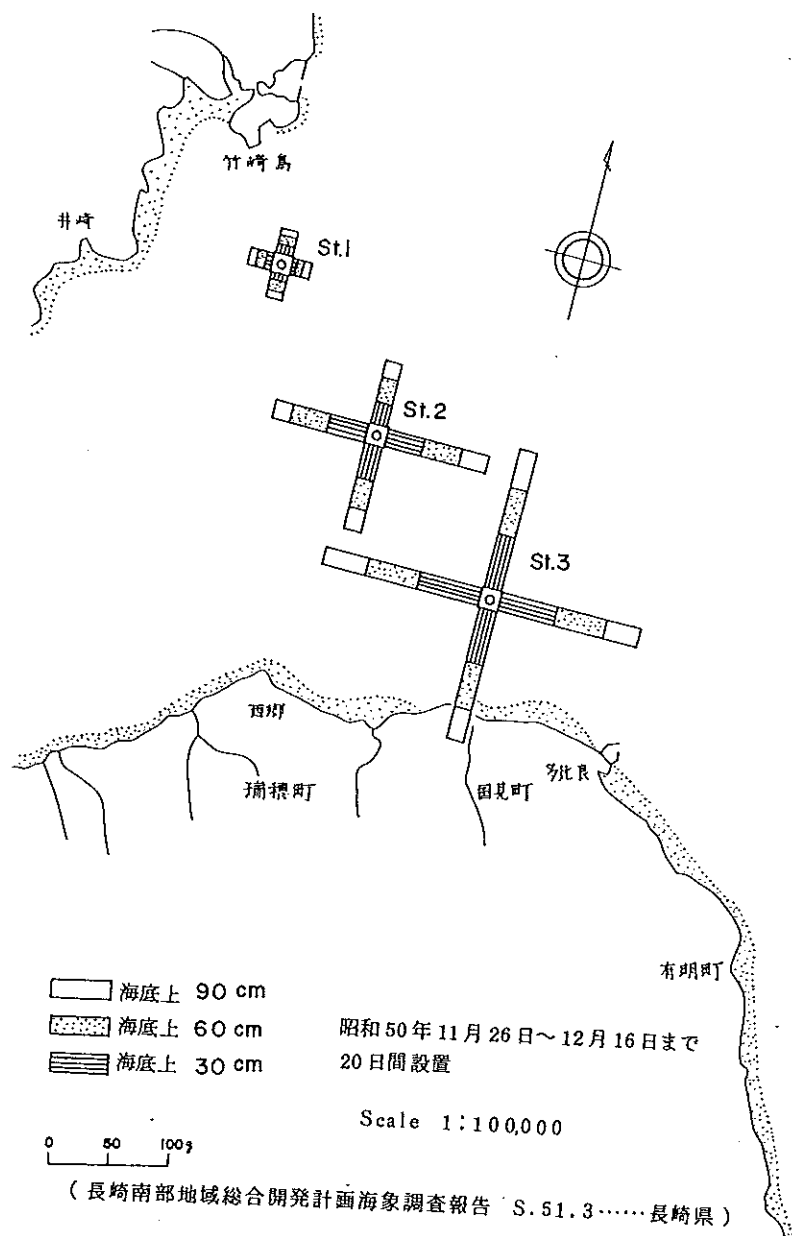 竹崎島
井崎
St.1
St.2
St.3
西郷
瑞穂町
国見町
多比良
有明町
海底上 90 cm
海底上 60 cm
海底上 30 cm
昭和50年11月26日～12月16日まで
20日間設置
Scale 1:100,000
0 50 100g
(長崎南部地域総合開発計画海象調査報告 S.51.3……長崎県)